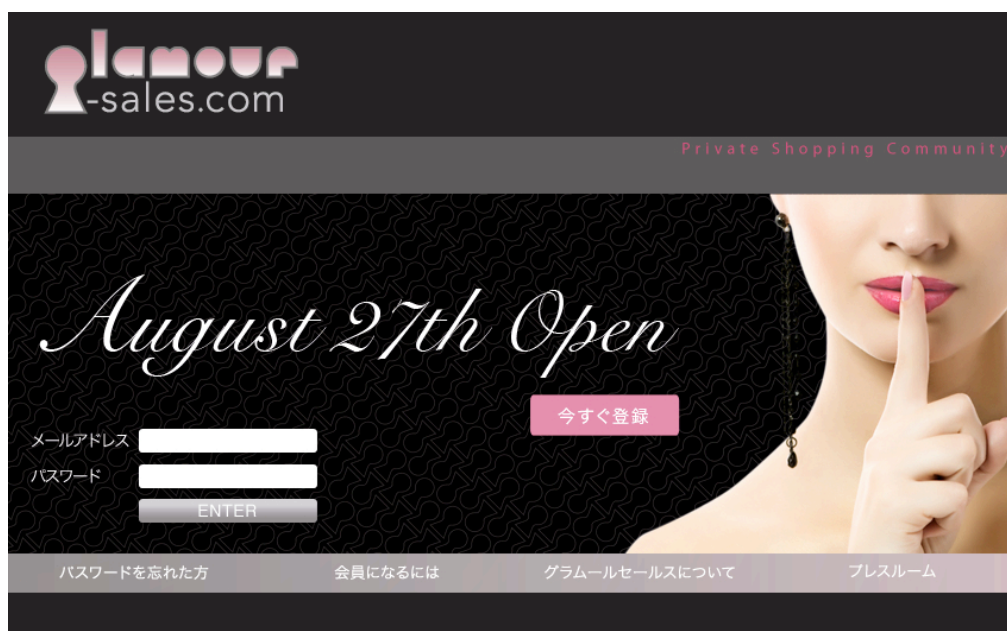 glamour
-sales.com
Private Shopping Community
August 27th Open
今すぐ登録
メールアドレス
パスワード
ENTER
パスワードを忘れた方 会員になるには グラムールセールスについて プレスルーム